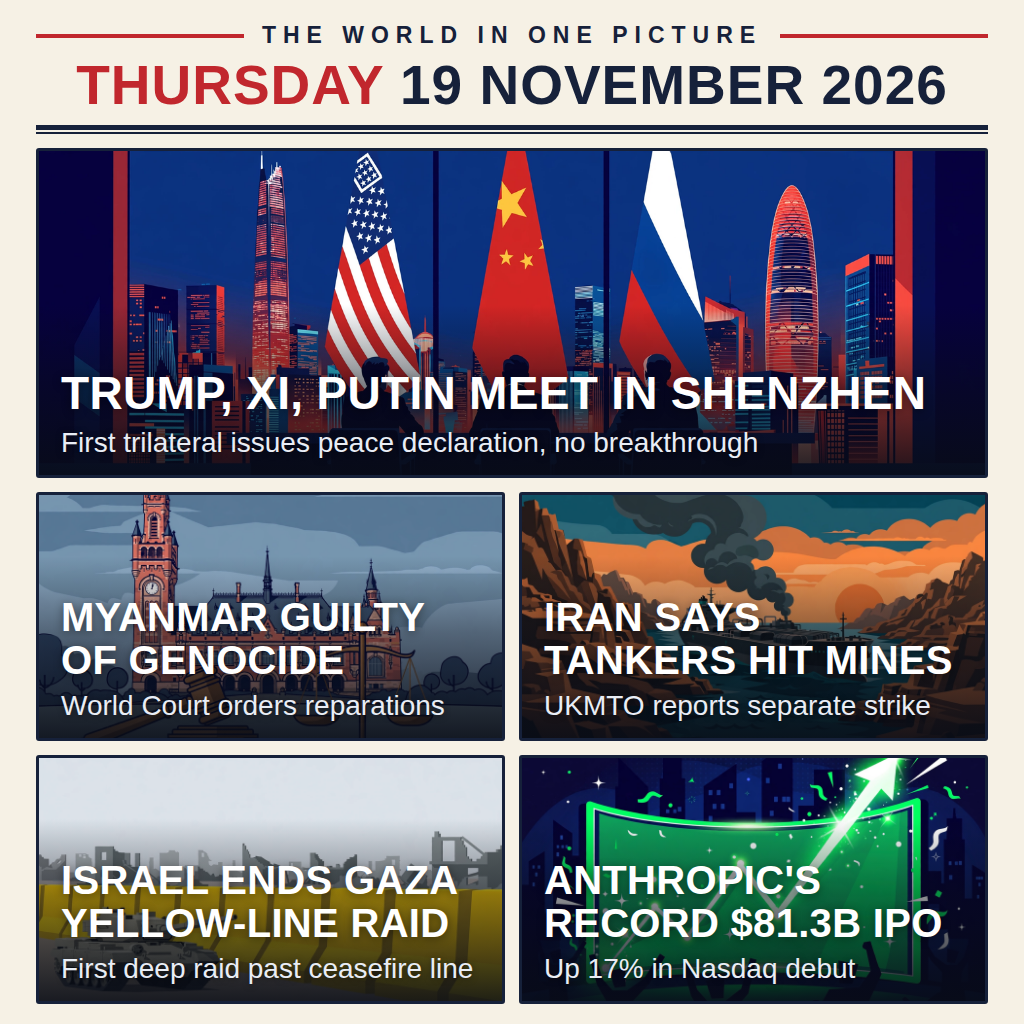 THE WORLD IN ONE PICTURE
THURSDAY 19 NOVEMBER 2026
TRUMP, XI, PUTIN MEET IN SHENZHEN
First trilateral issues peace declaration, no breakthrough
MYANMAR GUILTY
OF GENOCIDE
World Court orders reparations
IRAN SAYS
TANKERS HIT MINES
UKMTO reports separate strike
ISRAEL ENDS GAZA
YELLOW-LINE RAID
First deep raid past ceasefire line
ANTHROPIC'S
RECORD $81.3B IPO
Up 17% in Nasdaq debut